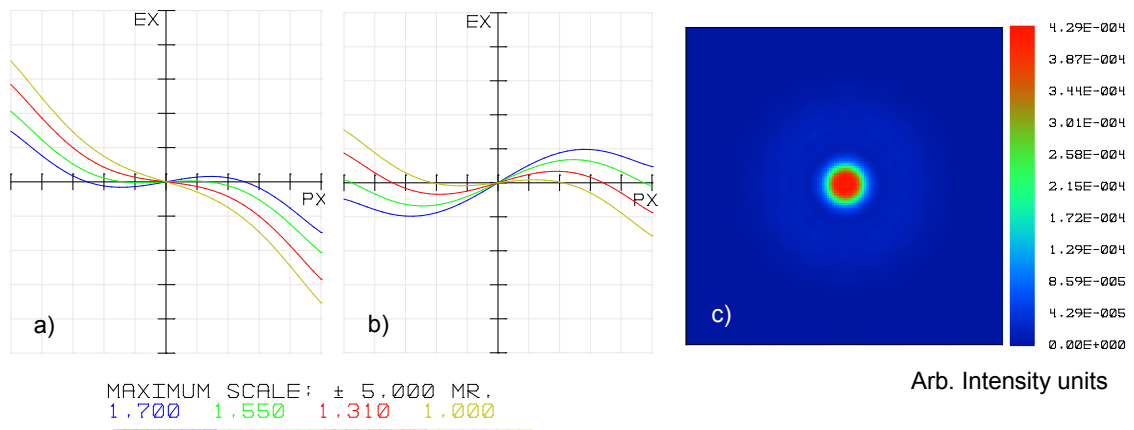 EX
PX
a)
EX
PX
b)
c)
4.29E-004
3.87E-004
3.44E-004
3.01E-004
2.58E-004
2.15E-004
1.72E-004
1.29E-004
8.59E-005
4.29E-005
0.00E+000
Arb. Intensity units
MAXIMUM SCALE: ± 5.000 MR.
1.700 1.550 1.310 1.000